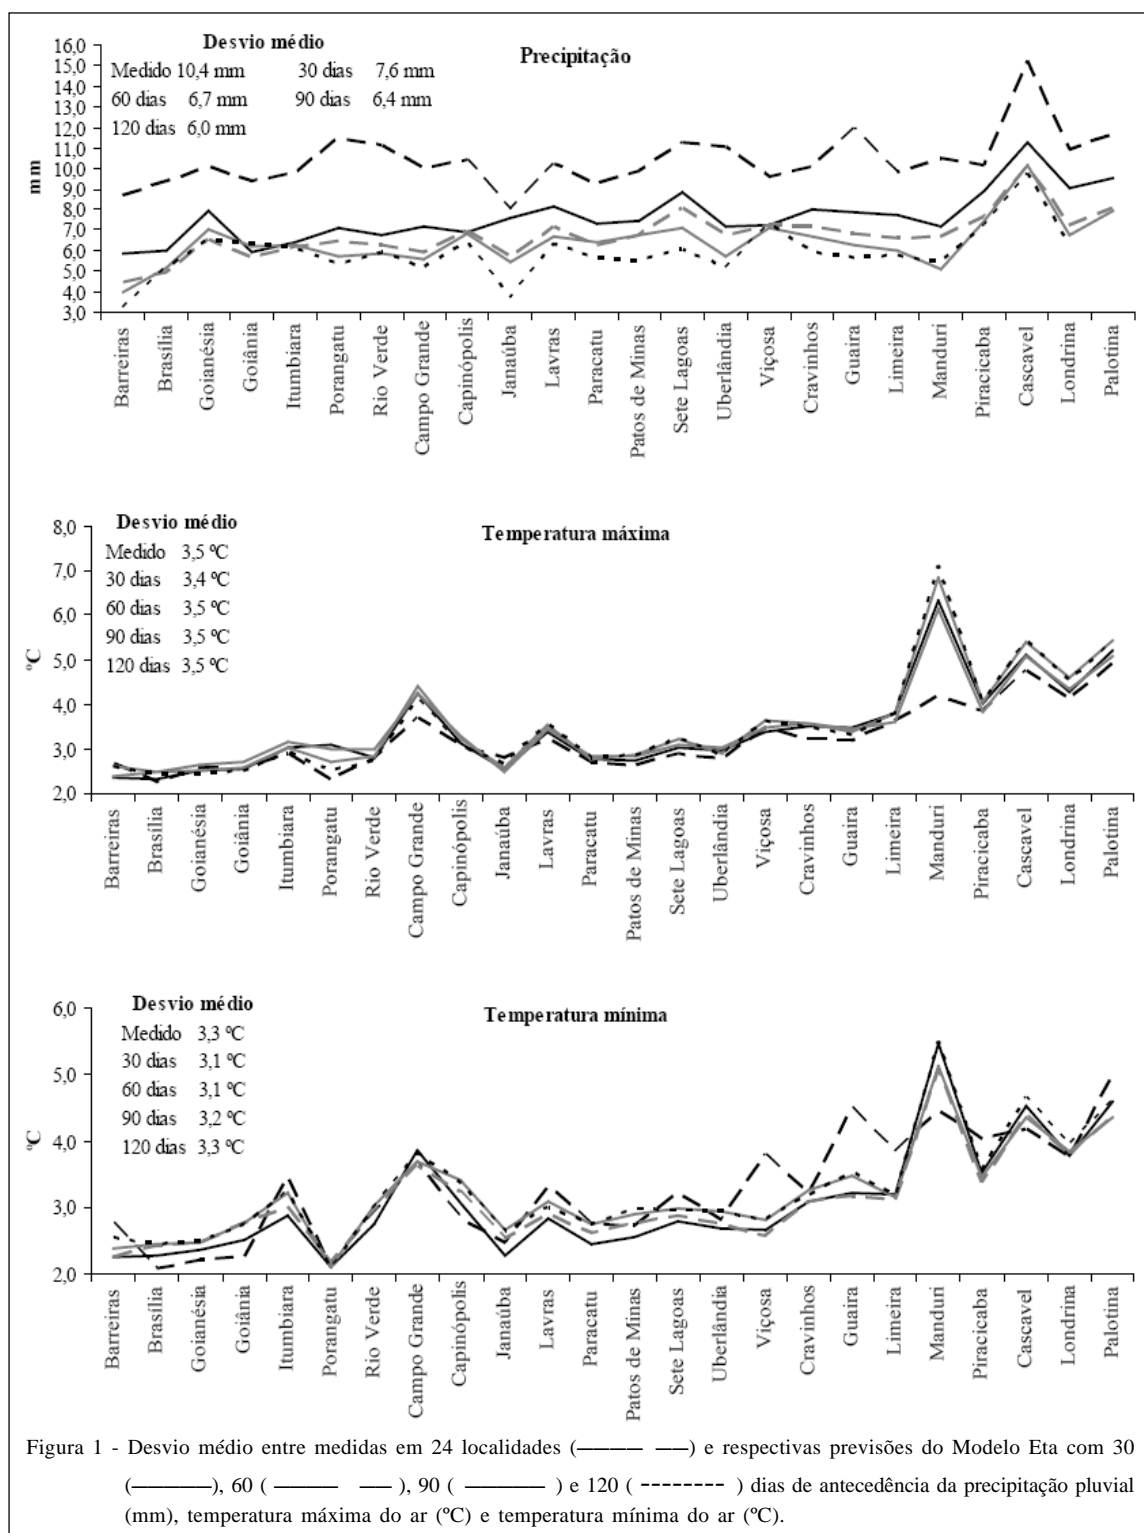 Desvio médio
Precipitação
Medido 10,4 mm 30 dias 7,6 mm
60 dias 6,7 mm 90 dias 6,4 mm
120 dias 6,0 mm
16,0
15,0
14,0
13,0
12,0
11,0
10,0
9,0
8,0
7,0
6,0
5,0
4,0
3,0
mm
Barreiras
Brasília
Goianésia
Goiânia
Itumbiara
Porangatu
Rio Verde
Campo Grande
Capinópolis
Janaúba
Lavras
Paracatu
Patos de Minas
Sete Lagoas
Uberlândia
Viçosa
Cravinhos
Guaira
Limeira
Manduri
Piracicaba
Cascavel
Londrina
Palotina
Desvio médio
Temperatura máxima
Medido 3,5 ºC
30 dias 3,4 ºC
60 dias 3,5 ºC
90 dias 3,5 ºC
120 dias 3,5 ºC
8,0
7,0
6,0
5,0
4,0
3,0
2,0
ºC
Barreiras
Brasília
Goianésia
Goiânia
Itumbiara
Porangatu
Rio Verde
Campo Grande
Capinópolis
Janaúba
Lavras
Paracatu
Patos de Minas
Sete Lagoas
Uberlândia
Viçosa
Cravinhos
Guaira
Limeira
Manduri
Piracicaba
Cascavel
Londrina
Palotina
Desvio médio
Temperatura mínima
Medido 3,3 ºC
30 dias 3,1 ºC
60 dias 3,1 ºC
90 dias 3,2 ºC
120 dias 3,3 ºC
6,0
5,0
4,0
3,0
2,0
ºC
Barreiras
Brasília
Goianésia
Goiânia
Itumbiara
Porangatu
Rio Verde
Campo Grande
Capinópolis
Janaúba
Lavras
Paracatu
Patos de Minas
Sete Lagoas
Uberlândia
Viçosa
Cravinhos
Guaira
Limeira
Manduri
Piracicaba
Cascavel
Londrina
Palotina
Figura 1 - Desvio médio entre medidas em 24 localidades (——— ——) e respectivas previsões do Modelo Eta com 30
(——————), 60 ( ———— —— ), 90 ( —————— ) e 120 ( -------- ) dias de antecedência da precipitação pluvial
(mm), temperatura máxima do ar (ºC) e temperatura mínima do ar (ºC).